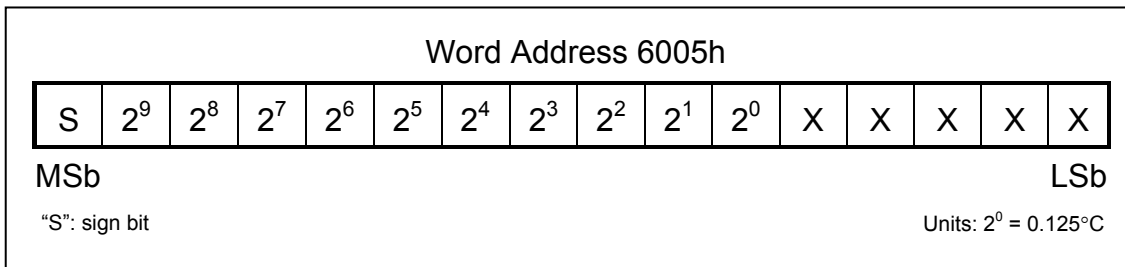 Word Address 6005h
S 2⁹ 2⁸ 2⁷ 2⁶ 2⁵ 2⁴ 2³ 2² 2¹ 2⁰ X X X X X
MSb LSb
“S”: sign bit Units: 2⁰ = 0.125°C